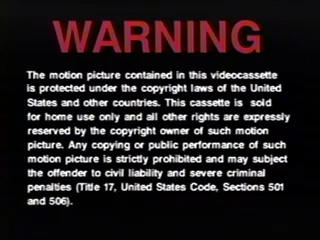 WARNING
The motion picture contained in this videocassette
is protected under the copyright laws of the United
States and other countries. This cassette is sold
for home use only and all other rights are expressly
reserved by the copyright owner of such motion
picture. Any copying or public performance of such
motion picture is strictly prohibited and may subject
the offender to civil liability and severe criminal
penalties (Title 17, United States Code, Sections 501
and 506).